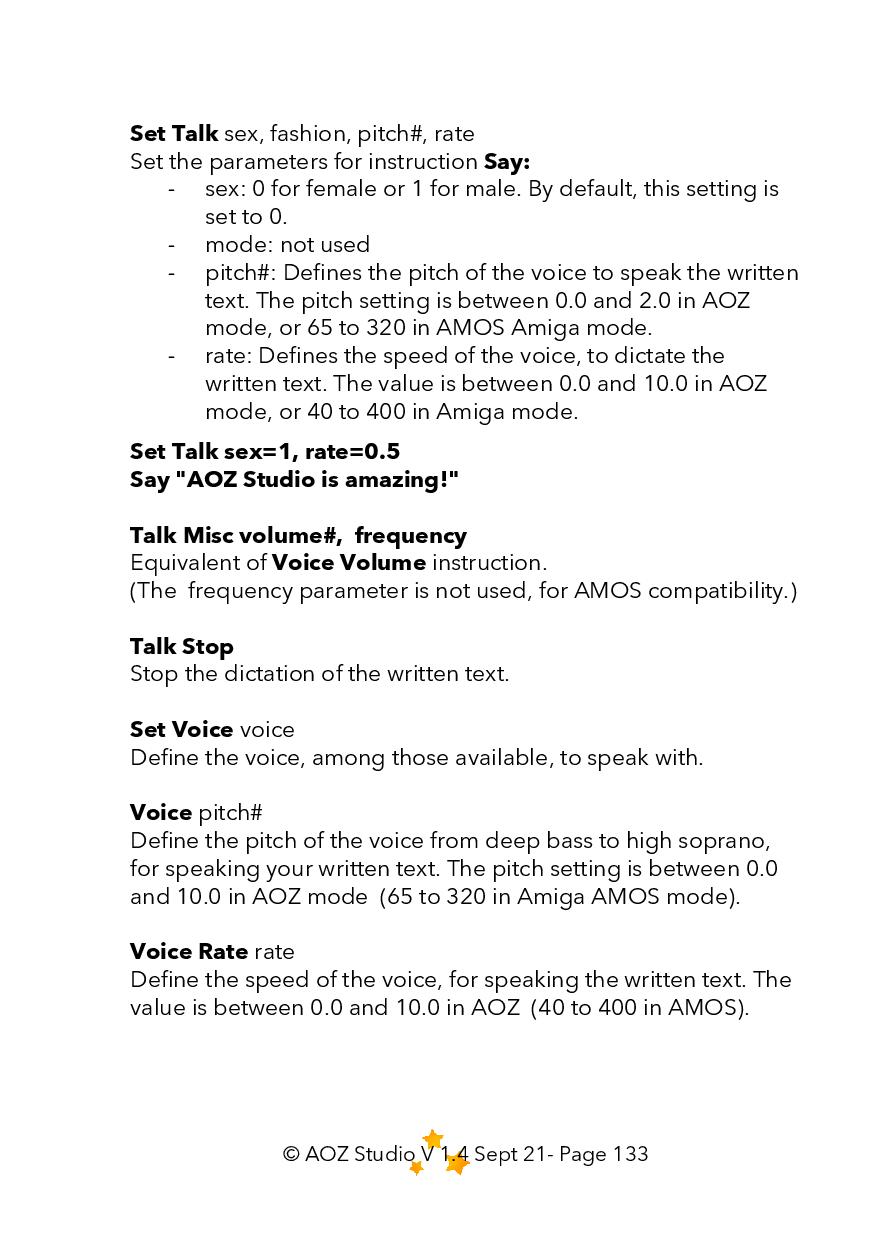 Set Talk sex, fashion, pitch#, rate
Set the parameters for instruction Say:
- sex: 0 for female or 1 for male. By default, this setting is
set to 0.
- mode: not used
- pitch#: Defines the pitch of the voice to speak the written
text. The pitch setting is between 0.0 and 2.0 in AOZ
mode, or 65 to 320 in AMOS Amiga mode.
- rate: Defines the speed of the voice, to dictate the
written text. The value is between 0.0 and 10.0 in AOZ
mode, or 40 to 400 in Amiga mode.
Set Talk sex=1, rate=0.5
Say "AOZ Studio is amazing!"
Talk Misc volume#,  frequency
Equivalent of Voice Volume instruction.
(The  frequency parameter is not used, for AMOS compatibility.)
Talk Stop
Stop the dictation of the written text.
Set Voice voice
Define the voice, among those available, to speak with.
Voice pitch#
Define the pitch of the voice from deep bass to high soprano,
for speaking your written text. The pitch setting is between 0.0
and 10.0 in AOZ mode  (65 to 320 in Amiga AMOS mode).
Voice Rate rate
Define the speed of the voice, for speaking the written text. The
value is between 0.0 and 10.0 in AOZ  (40 to 400 in AMOS).
© AOZ Studio V 1.4 Sept 21- Page 133